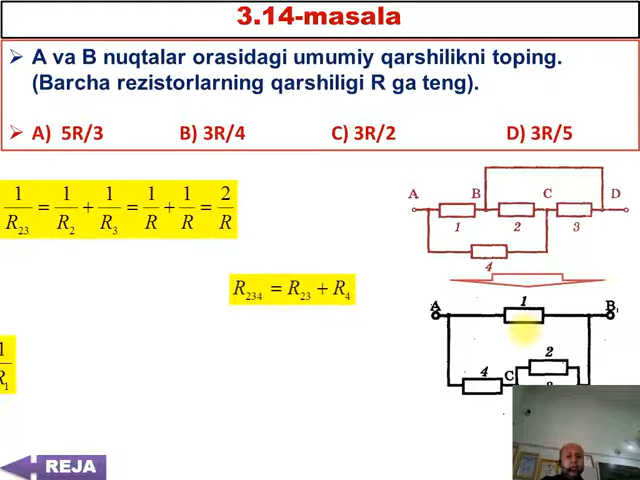 3.14-masala
➢ A va B nuqtalar orasidagi umumiy qarshilikni toping.
(Barcha rezistorlarning qarshiligi R ga teng).
➢ A) 5R/3 B) 3R/4 C) 3R/2 D) 3R/5
1/R₂₃ = 1/R₂ + 1/R₃ = 1/R + 1/R = 2/R
A B C D
1 2 3
4
R₂₃₄ = R₂₃ + R₄
A 1 B
2
4 C
1/R₁
REJA